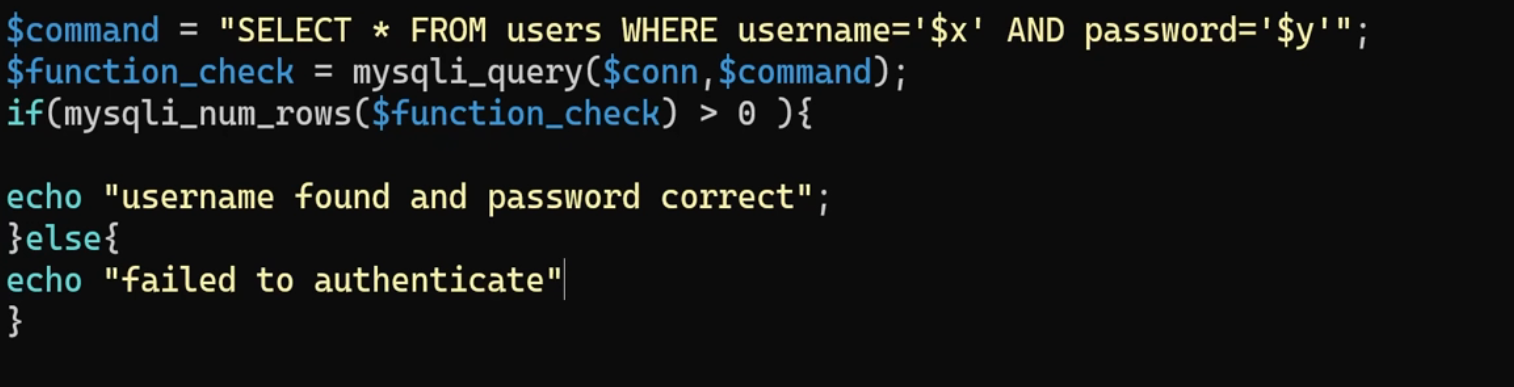 $command = "SELECT * FROM users WHERE username='$x' AND password='$y'";
$function_check = mysqli_query($conn,$command);
if(mysqli_num_rows($function_check) > 0 ){
echo "username found and password correct";
}else{
echo "failed to authenticate"
}